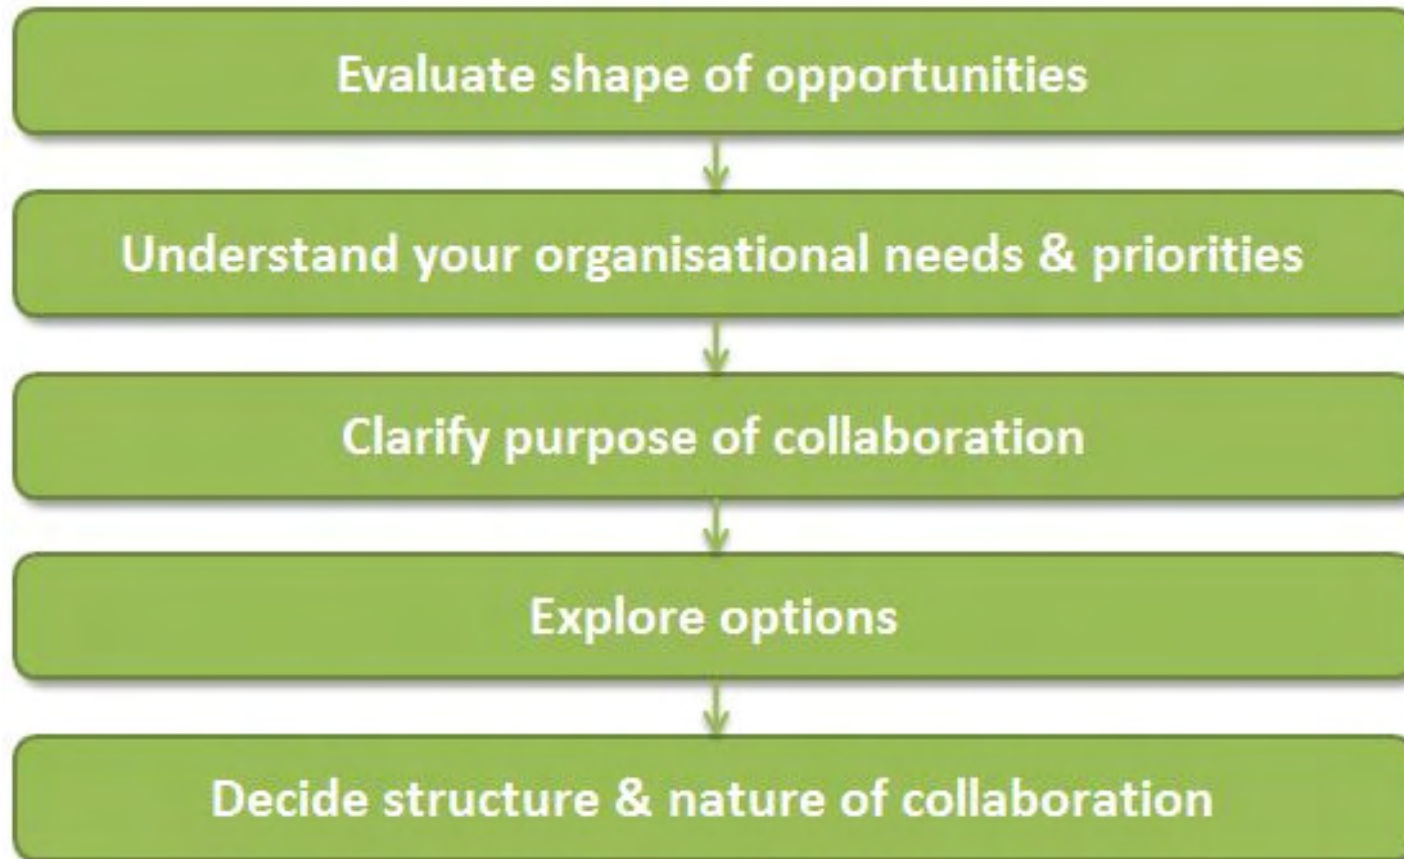 Evaluate shape of opportunities
Understand your organisational needs & priorities
Clarify purpose of collaboration
Explore options
Decide structure & nature of collaboration